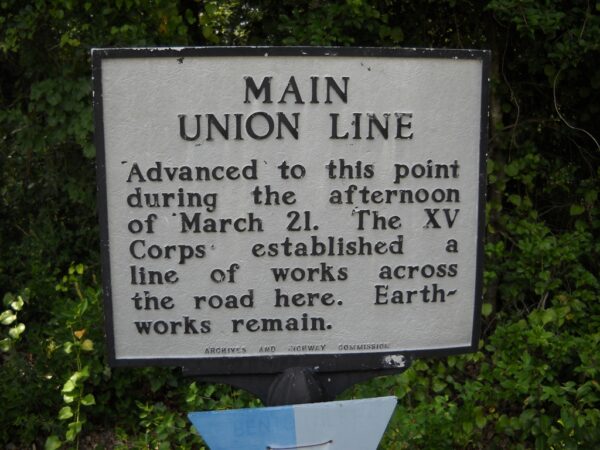 MAIN
UNION LINE
Advanced to this point
during the afternoon
of March 21. The XV
Corps established a
line of works across
the road here. Earth-
works remain.
ARCHIVES AND HIGHWAY COMMISSION